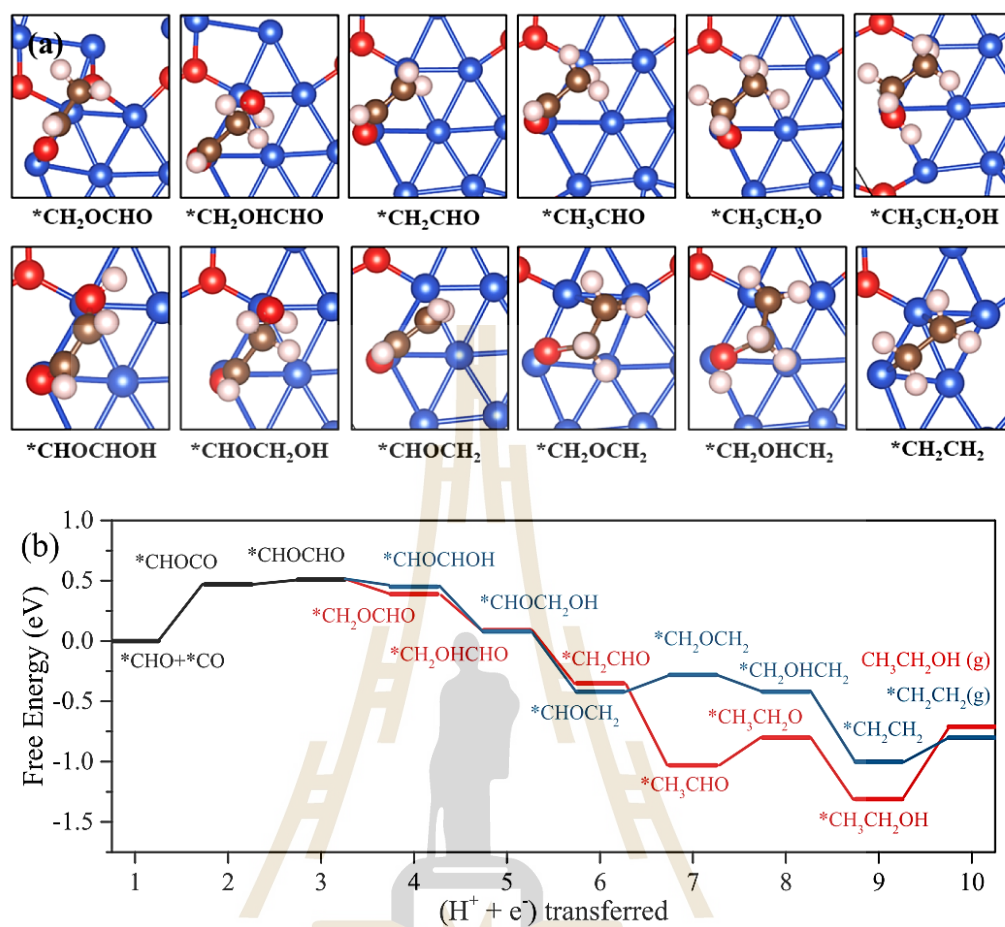 (a)
*CH₂OCHO *CH₂OHCHO *CH₂CHO *CH₃CHO *CH₃CH₂O *CH₃CH₂OH
*CHOCHOH *CHOCH₂OH *CHOCH₂ *CH₂OCH₂ *CH₂OHCH₂ *CH₂CH₂
(b)
Free Energy (eV)
1.0
0.5
0.0
-0.5
-1.0
-1.5
*CHO+*CO
*CHOCO
*CHOCHO
*CHOCHOH
*CH₂OCHO
*CHOCH₂OH
*CH₂OHCHO
*CH₂CHO
*CHOCH₂
*CH₂OCH₂
*CH₃CHO
*CH₂OHCH₂
*CH₃CH₂O
*CH₂CH₂
*CH₃CH₂OH
CH₃CH₂OH (g)
*CH₂CH₂(g)
1 2 3 4 5 6 7 8 9 10
(H⁺ + e⁻) transferred